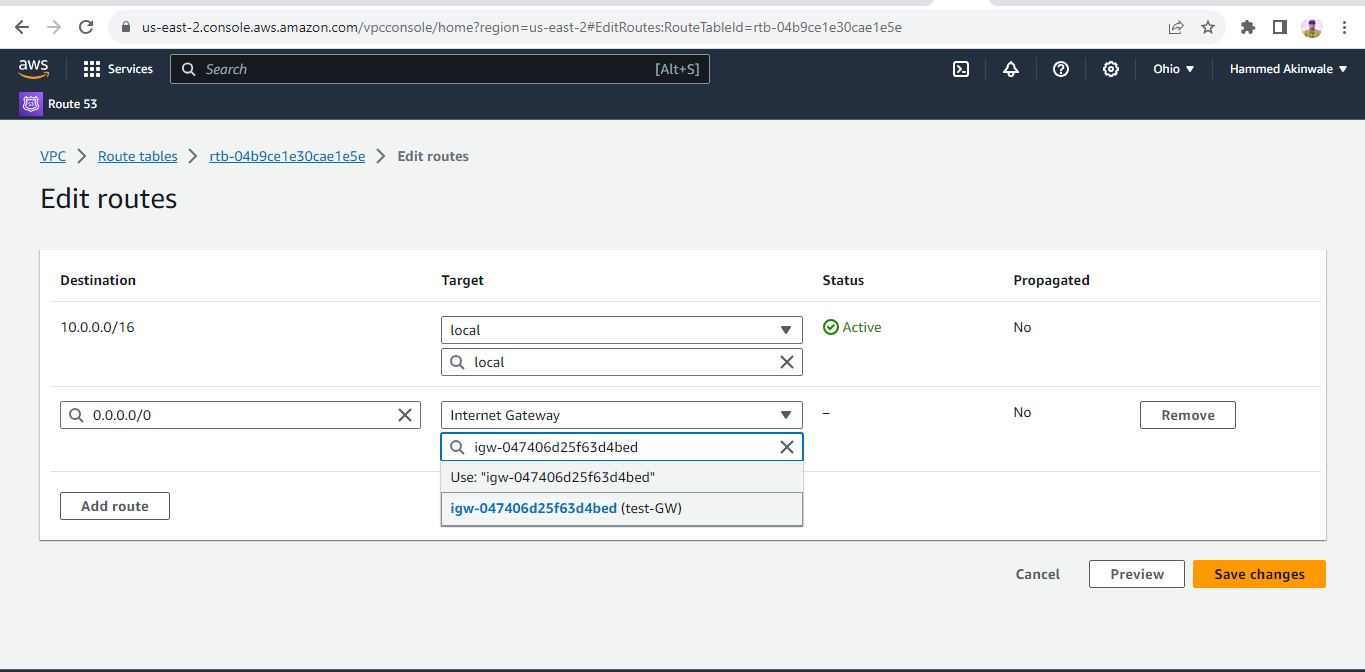 us-east-2.console.aws.amazon.com/vpcconsole/home?region=us-east-2#EditRoutes:RouteTableId=rtb-04b9ce1e30cae1e5e
aws Services Search [Alt+S] Ohio Hammed Akinwale
Route 53
VPC Route tables rtb-04b9ce1e30cae1e5e Edit routes
Edit routes
Destination Target Status Propagated
10.0.0.0/16 local Active No
local
0.0.0.0/0 Internet Gateway – No Remove
igw-047406d25f63d4bed
Use: "igw-047406d25f63d4bed"
Add route igw-047406d25f63d4bed (test-GW)
Cancel Preview Save changes